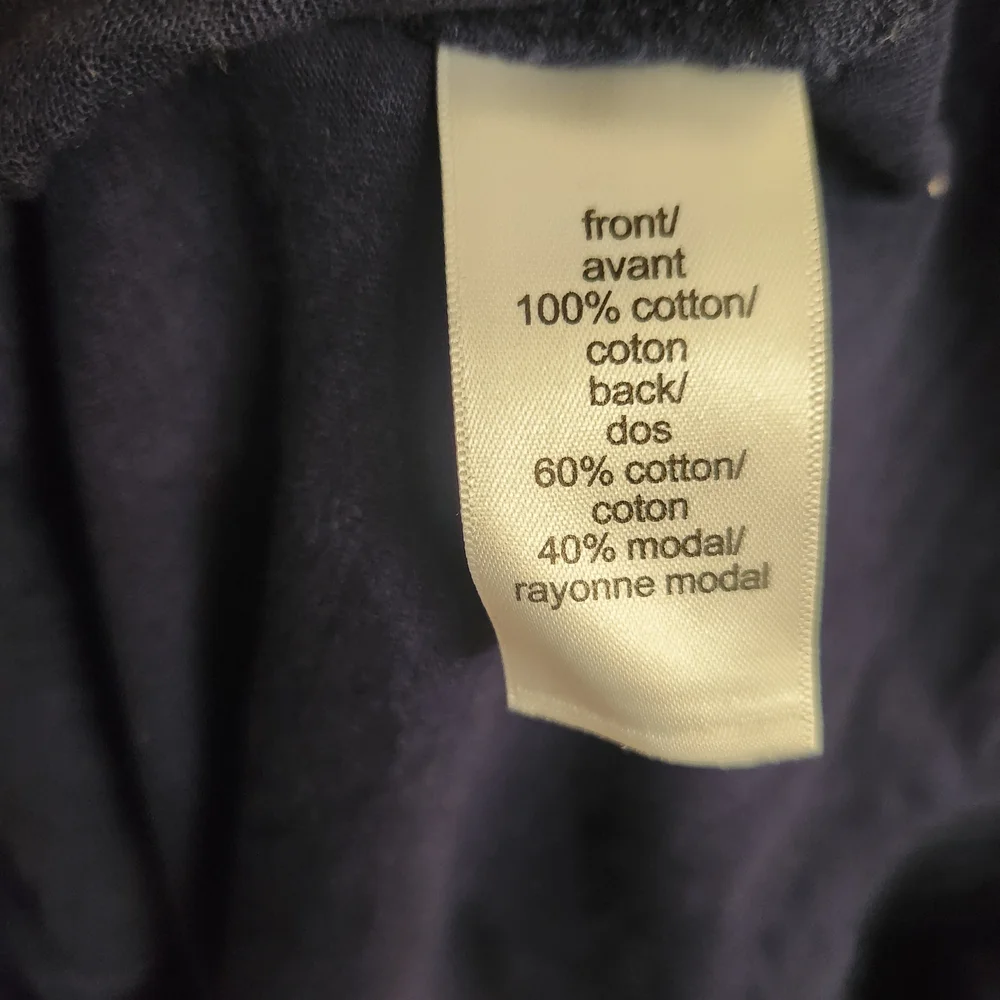 front/
avant
100% cotton/
coton
back/
dos
60% cotton/
coton
40% modal/
rayonne modal